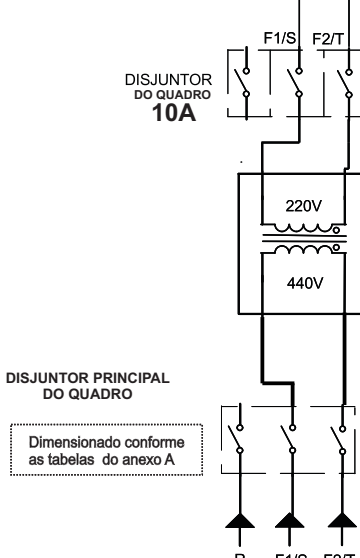 F1/S F2/T
DISJUNTOR
DO QUADRO
10A
220V
440V
DISJUNTOR PRINCIPAL
DO QUADRO
Dimensionado conforme
as tabelas do anexo A
F1/S F2/T